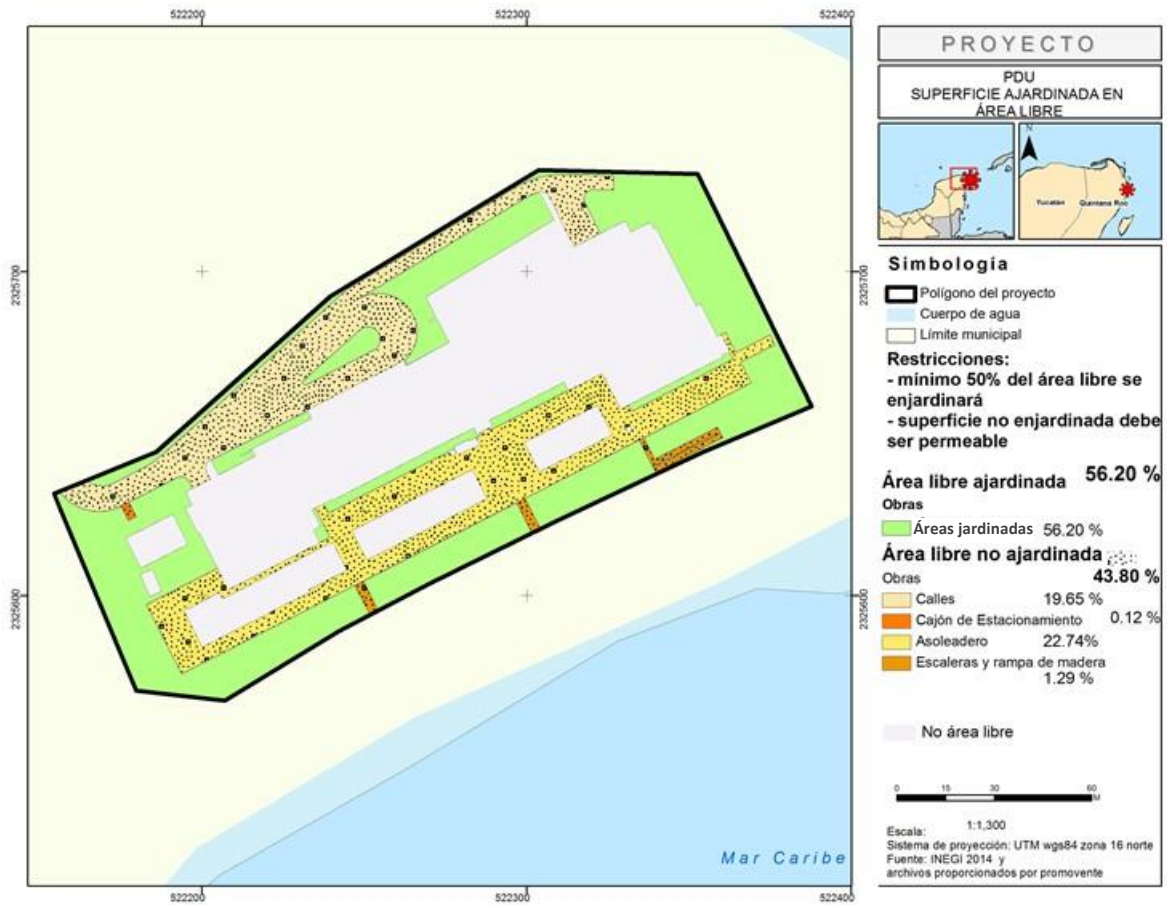 522200
522300
522400
2325700
2325600
2325700
2325600
Mar Caribe
522200
522300
522400
PROYECTO
PDU
SUPERFICIE AJARDINADA EN
ÁREA LIBRE
N
Yucatán
Quintana Roo
Simbología
Polígono del proyecto
Cuerpo de agua
Límite municipal
Restricciones:
- mínimo 50% del área libre se
enjardinará
- superficie no enjardinada debe
ser permeable
Área libre ajardinada 56.20 %
Obras
Áreas jardinadas 56.20 %
Área libre no ajardinada
Obras 43.80 %
Calles 19.65 %
Cajón de Estacionamiento 0.12 %
Asoleadero 22.74%
Escaleras y rampa de madera
1.29 %
No área libre
0 15 30 60
M
Escala: 1:1,300
Sistema de proyección: UTM wgs84 zona 16 norte
Fuente: INEGI 2014 y
archivos proporcionados por promovente